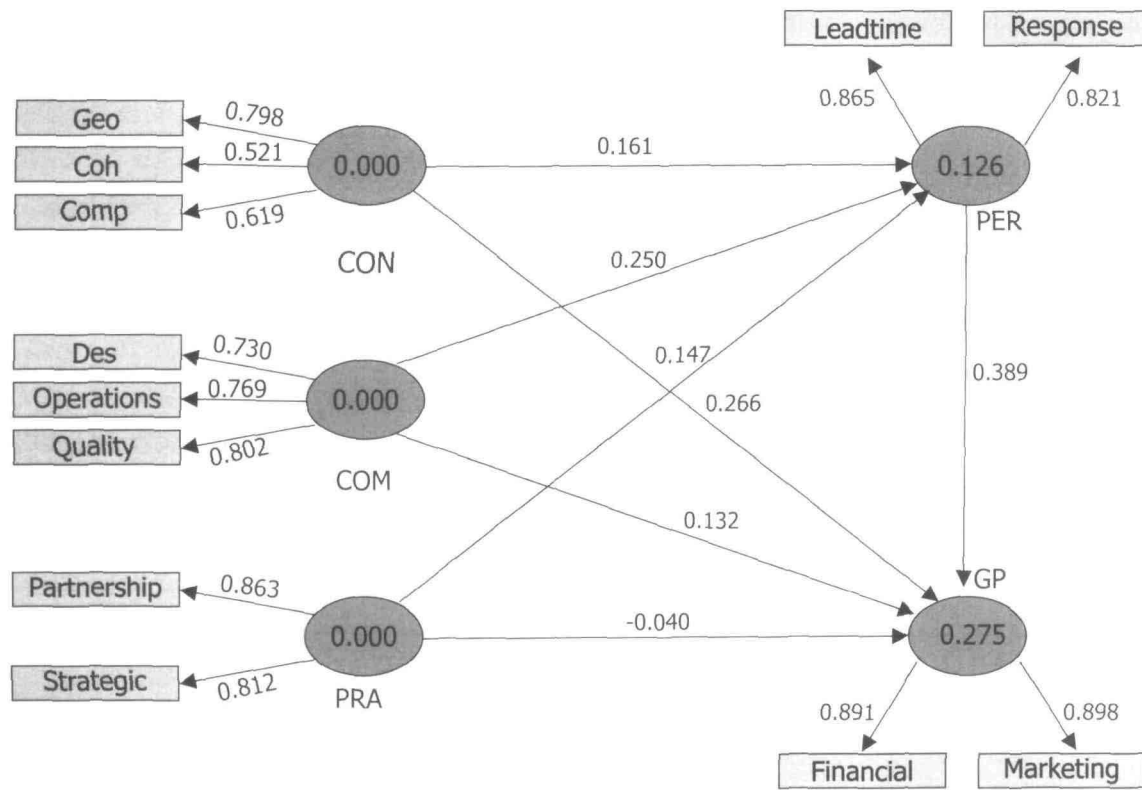 Leadtime
Response
0.865
0.821
Geo
0.798
Coh
0.521
Comp
0.619
0.000
CON
0.161
0.126
PER
0.250
Des
0.730
Operations
0.769
Quality
0.802
0.000
COM
0.147
0.266
0.389
0.132
Partnership
0.863
Strategic
0.812
0.000
PRA
-0.040
GP
0.275
0.891
0.898
Financial
Marketing